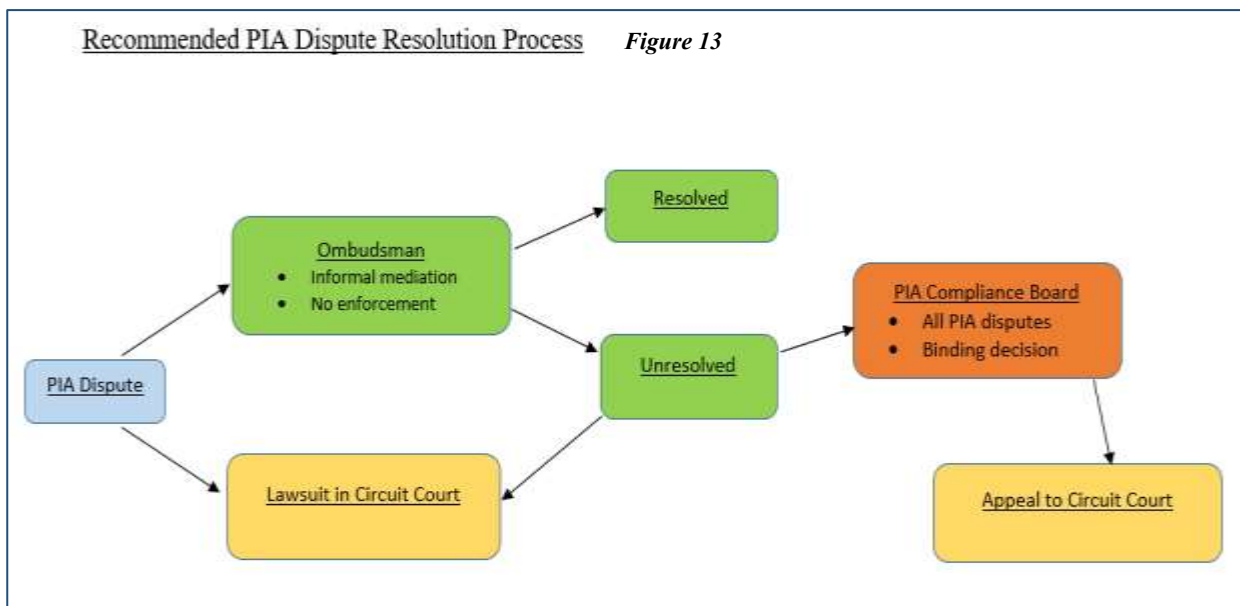 Recommended PIA Dispute Resolution Process Figure 13
Resolved
Ombudsman
• Informal mediation
• No enforcement
PIA Compliance Board
• All PIA disputes
• Binding decision
Unresolved
PIA Dispute
Lawsuit in Circuit Court
Appeal to Circuit Court